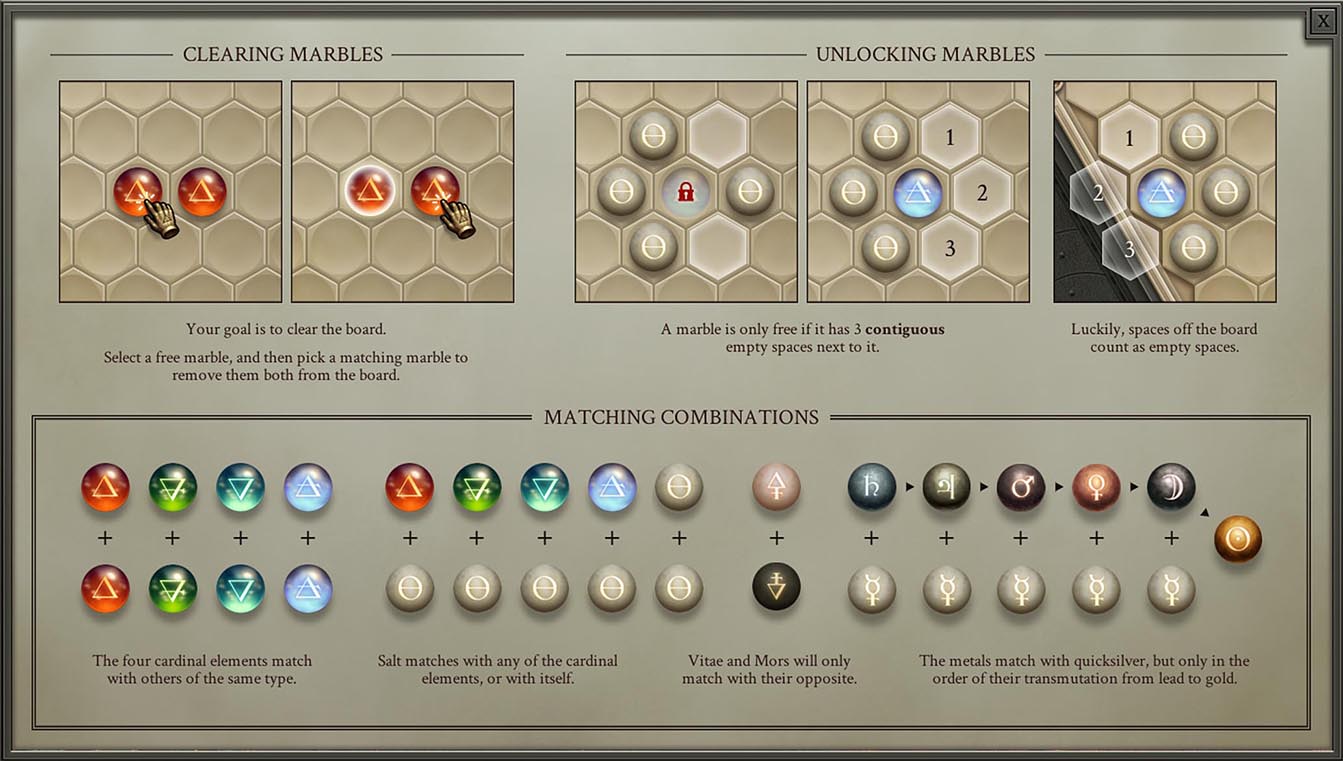 X
CLEARING MARBLES
UNLOCKING MARBLES
1
2
3
1
2
3
Your goal is to clear the board.
Select a free marble, and then pick a matching marble to
remove them both from the board.
A marble is only free if it has 3 contiguous
empty spaces next to it.
Luckily, spaces off the board
count as empty spaces.
MATCHING COMBINATIONS
+ + + + + + + + + + + + + + +
The four cardinal elements match
with others of the same type.
Salt matches with any of the cardinal
elements, or with itself.
Vitae and Mors will only
match with their opposite.
The metals match with quicksilver, but only in the
order of their transmutation from lead to gold.